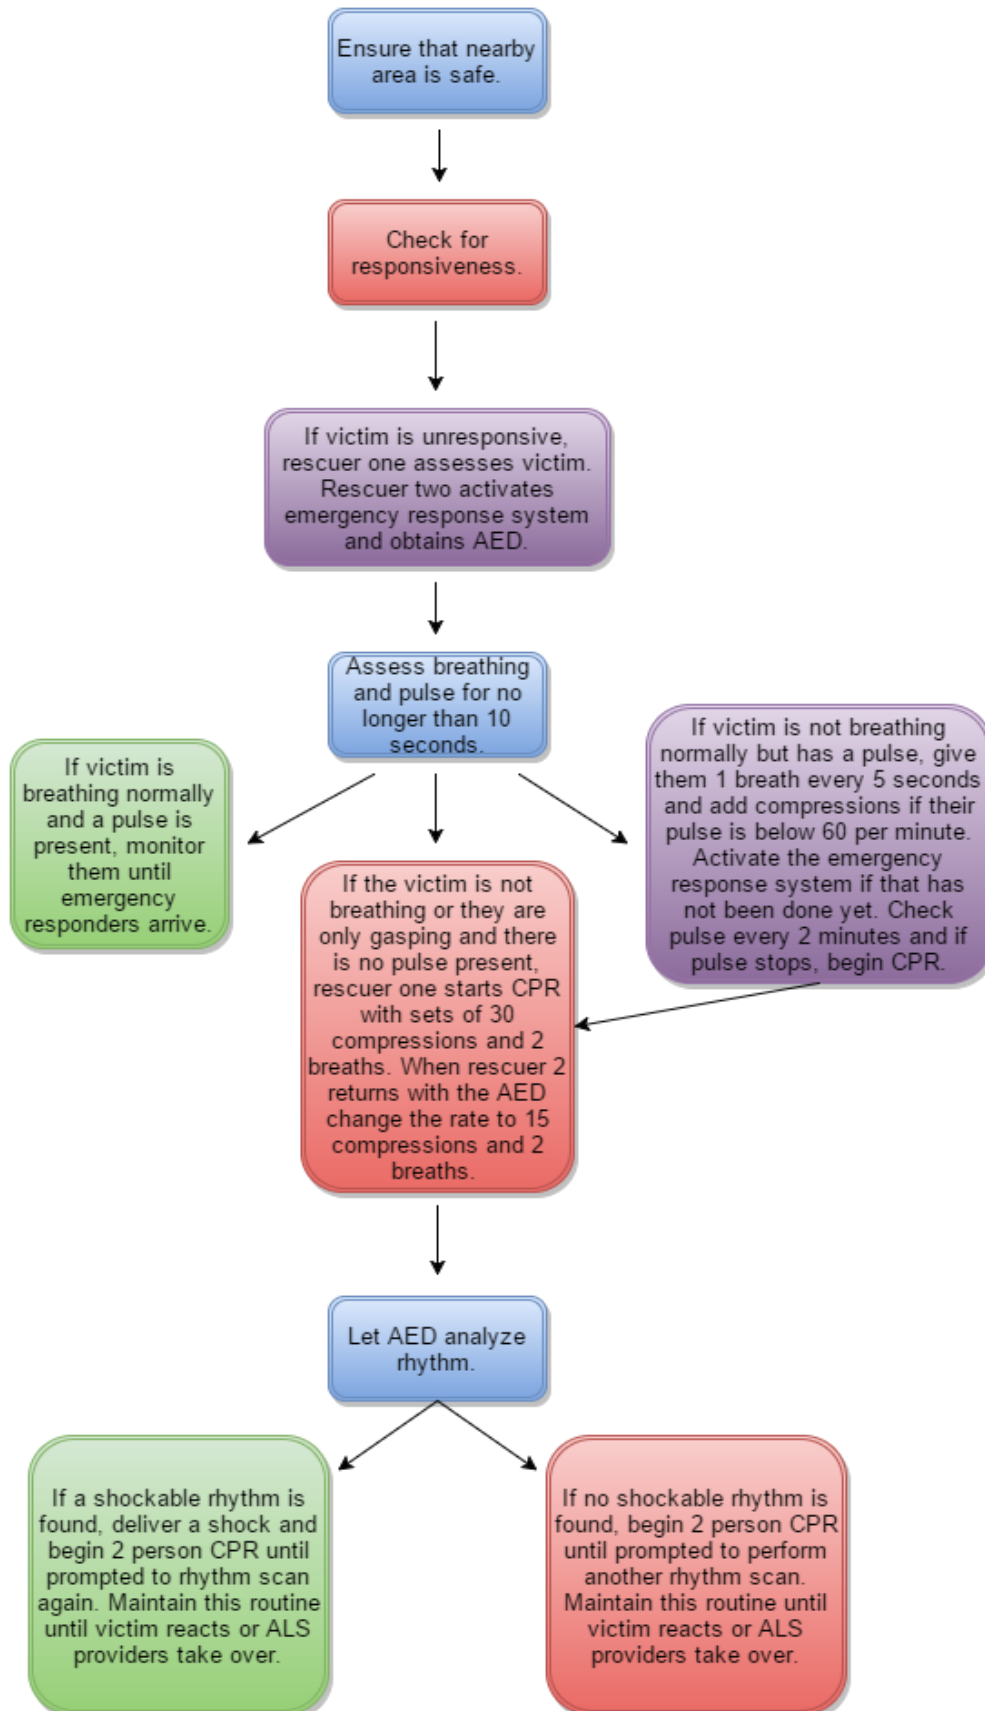 Ensure that nearby
area is safe.
Check for
responsiveness.
If victim is unresponsive,
rescuer one assesses victim.
Rescuer two activates
emergency response system
and obtains AED.
Assess breathing
and pulse for no
longer than 10
seconds.
If victim is
breathing normally
and a pulse is
present, monitor
them until
emergency
responders arrive.
If the victim is not
breathing or they are
only gasping and there
is no pulse present,
rescuer one starts CPR
with sets of 30
compressions and 2
breaths. When rescuer 2
returns with the AED
change the rate to 15
compressions and 2
breaths.
If victim is not breathing
normally but has a pulse, give
them 1 breath every 5 seconds
and add compressions if their
pulse is below 60 per minute.
Activate the emergency
response system if that has
not been done yet. Check
pulse every 2 minutes and if
pulse stops, begin CPR.
Let AED analyze
rhythm.
If a shockable rhythm is
found, deliver a shock and
begin 2 person CPR until
prompted to rhythm scan
again. Maintain this routine
until victim reacts or ALS
providers take over.
If no shockable rhythm is
found, begin 2 person CPR
until prompted to perform
another rhythm scan.
Maintain this routine until
victim reacts or ALS
providers take over.